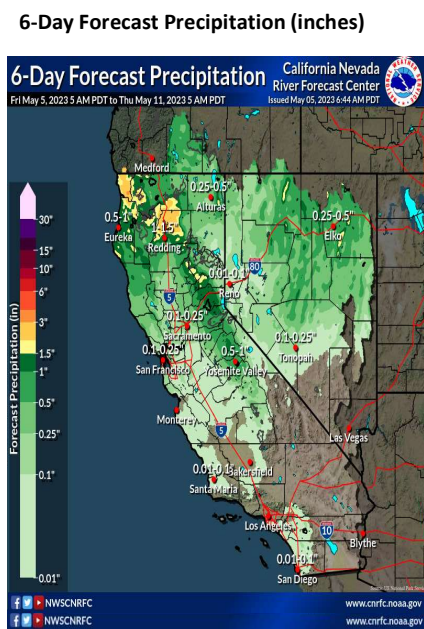 6-Day Forecast Precipitation (inches)
6-Day Forecast Precipitation
California Nevada
River Forecast Center
Fri May 5, 2023 5 AM PDT to Thu May 11, 2023 5 AM PDT
Issued May 05, 2023 6:44 AM PDT
Medford
0.25-0.5"
Alturas
0.5-1"
Eureka
1-1.5"
Redding
0.25-0.5"
Elko
80
0.01-0.1"
Reno
5
0.1-0.25"
Sacramento
0.1-0.25"
San Francisco
0.5-1"
Yosemite Valley
0.1-0.25"
Tonopah
Monterey
5
Las Vegas
0.01-0.1"
Bakersfield
Santa Maria
Los Angeles
10
Blythe
0.01-0.1"
San Diego
Forecast Precipitation (in)
30"
15"
10"
6"
3"
1.5"
1"
0.5"
0.25"
0.1"
0.01"
NWSCNRFC
www.cnrfc.noaa.gov
NWSCNRFC
www.cnrfc.noaa.gov